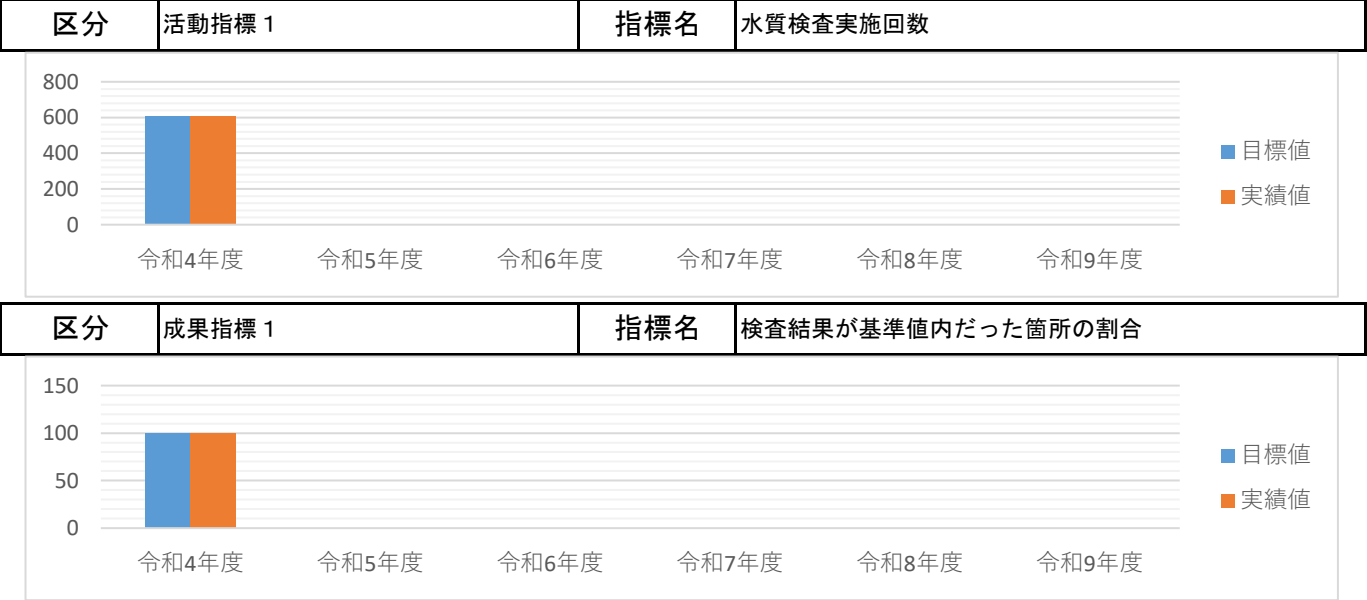 区分 活動指標1 指標名 水質検査実施回数
800
600
400
200
0
令和4年度 令和5年度 令和6年度 令和7年度 令和8年度 令和9年度
目標値
実績値
区分 成果指標1 指標名 検査結果が基準値内だった箇所の割合
150
100
50
0
令和4年度 令和5年度 令和6年度 令和7年度 令和8年度 令和9年度
目標値
実績値